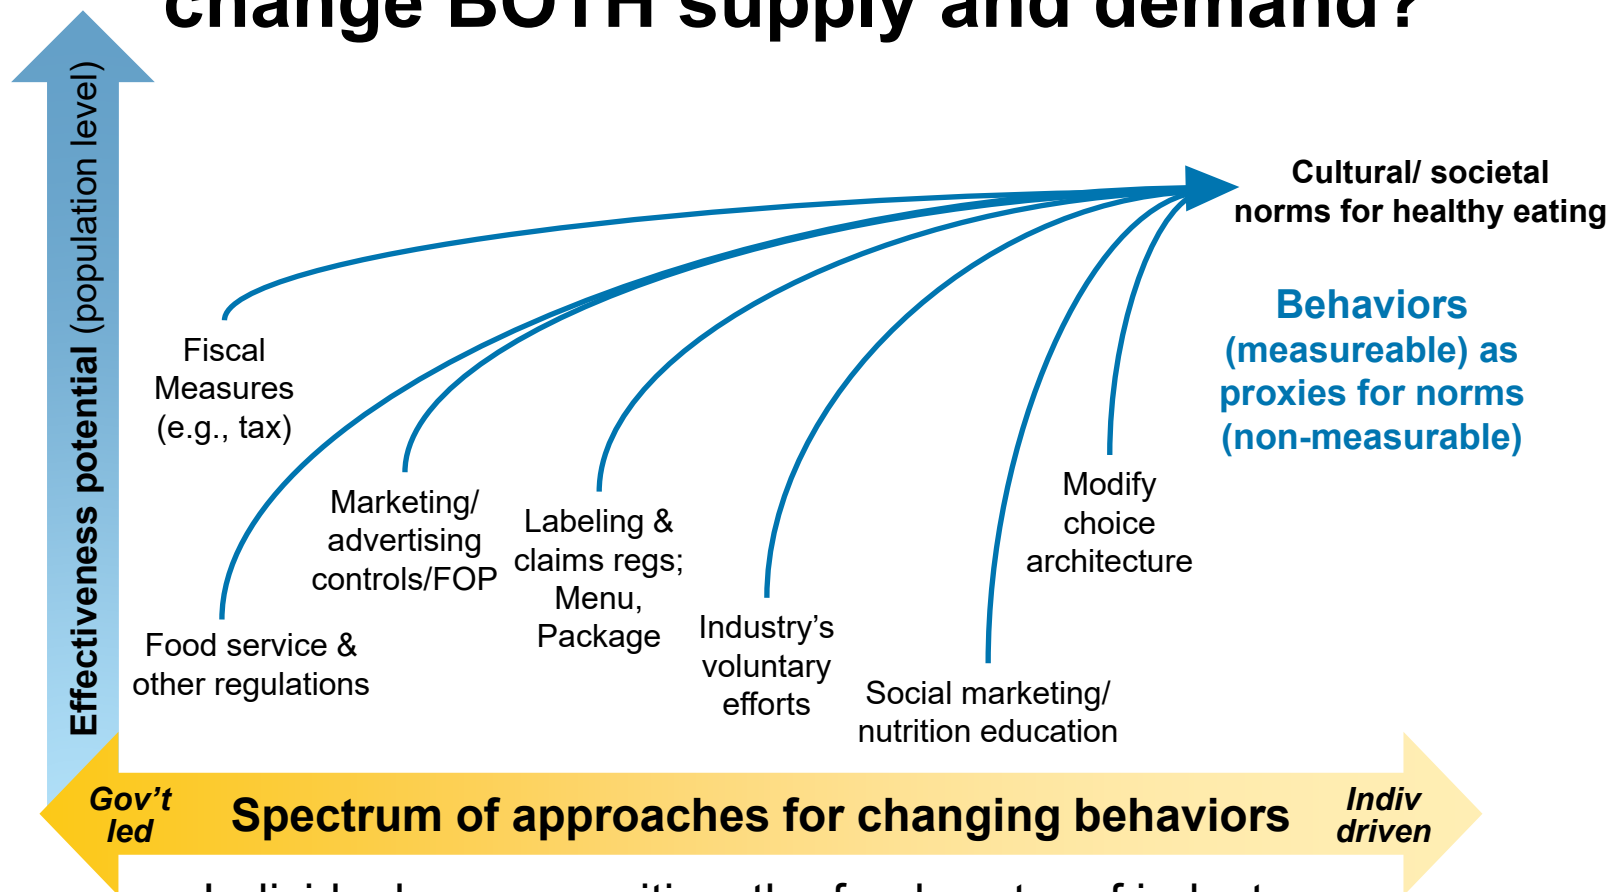 change BOTH supply and demand?
Effectiveness potential (population level)
Cultural/ societal
norms for healthy eating
Behaviors
(measureable) as
proxies for norms
(non-measurable)
Fiscal
Measures
(e.g., tax)
Marketing/
advertising
controls/FOP
Labeling &
claims regs;
Menu,
Package
Modify
choice
architecture
Food service &
other regulations
Industry’s
voluntary
efforts
Social marketing/
nutrition education
Gov’t
led
Spectrum of approaches for changing behaviors
Indiv
driven